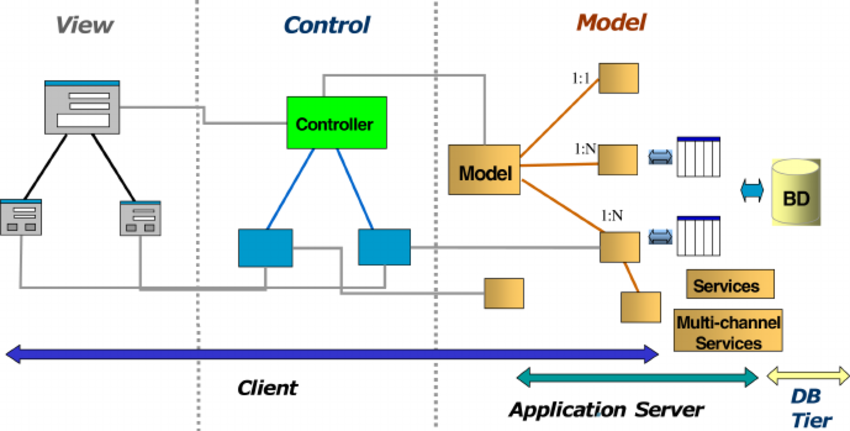 View
Control
Model
Controller
Model
1:1
1:N
1:N
BD
Services
Multi-channel
Services
Client
Application Server
DB
Tier